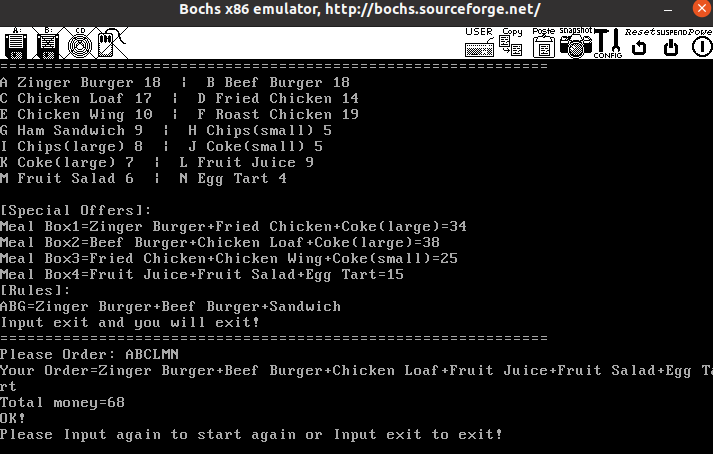 Bochs x86 emulator, http://bochs.sourceforge.net/
A: B: CD USER Copy Paste snapshot CONFIG Reset SUSPEND Powe
===========================================================
A Zinger Burger 18 ¦ B Beef Burger 18
C Chicken Loaf 17 ¦ D Fried Chicken 14
E Chicken Wing 10 ¦ F Roast Chicken 19
G Ham Sandwich 9 ¦ H Chips(small) 5
I Chips(large) 8 ¦ J Coke(small) 5
K Coke(large) 7 ¦ L Fruit Juice 9
M Fruit Salad 6 ¦ N Egg Tart 4
[Special Offers]:
Meal Box1=Zinger Burger+Fried Chicken+Coke(large)=34
Meal Box2=Beef Burger+Chicken Loaf+Coke(large)=38
Meal Box3=Fried Chicken+Chicken Wing+Coke(small)=25
Meal Box4=Fruit Juice+Fruit Salad+Egg Tart=15
[Rules]:
ABG=Zinger Burger+Beef Burger+Sandwich
Input exit and you will exit!
===========================================================
Please Order: ABCLMN
Your Order=Zinger Burger+Beef Burger+Chicken Loaf+Fruit Juice+Fruit Salad+Egg Ta
rt
Total money=68
OK!
Please Input again to start again or Input exit to exit!